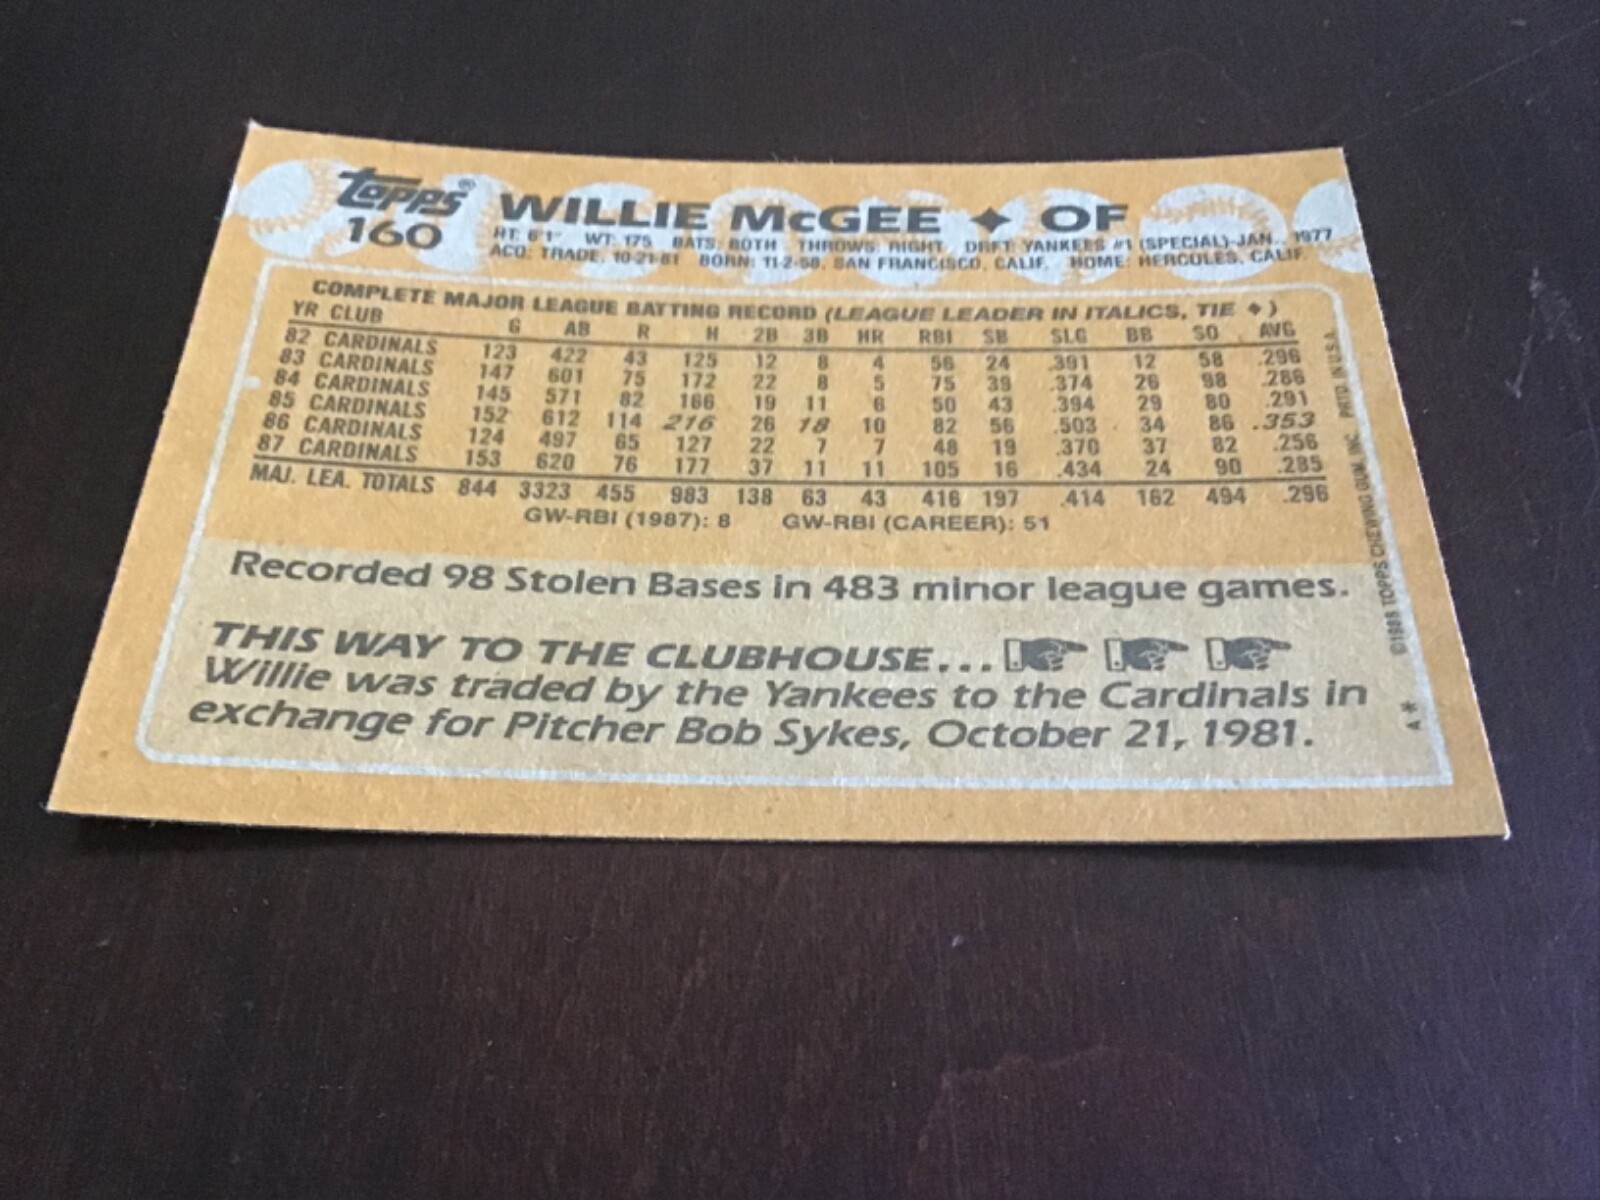 topps®
160
WILLIE McGEE ✦ OF
HT: 6'1" WT: 175 BATS: BOTH THROWS: RIGHT DRFT: YANKEES #1 (SPECIAL)-JAN., 1977
ACQ: TRADE, 10-21-81 BORN: 11-2-58, SAN FRANCISCO, CALIF. HOME: HERCULES, CALIF.
COMPLETE MAJOR LEAGUE BATTING RECORD (LEAGUE LEADER IN ITALICS, TIE ✦)
YR CLUB G AB R H 2B 3B HR RBI SB SLG BB SO AVG
82 CARDINALS 123 422 43 125 12 8 4 56 24 .391 12 58 .296
83 CARDINALS 147 601 75 172 22 8 5 75 39 .374 26 98 .286
84 CARDINALS 145 571 82 166 19 11 6 50 43 .394 29 80 .291
85 CARDINALS 152 612 114 216 26 18 10 82 56 .503 34 86 .353
86 CARDINALS 124 497 65 127 22 7 7 48 19 .370 37 82 .256
87 CARDINALS 153 620 76 177 37 11 11 105 16 .434 24 90 .285
MAJ. LEA. TOTALS 844 3323 455 983 138 63 43 416 197 .414 162 494 .296
GW-RBI (1987): 8 GW-RBI (CAREER): 51
Recorded 98 Stolen Bases in 483 minor league games.
THIS WAY TO THE CLUBHOUSE...
Willie was traded by the Yankees to the Cardinals in
exchange for Pitcher Bob Sykes, October 21, 1981.
A* ©1988 TOPPS CHEWING GUM, INC. PRTD. IN U.S.A.